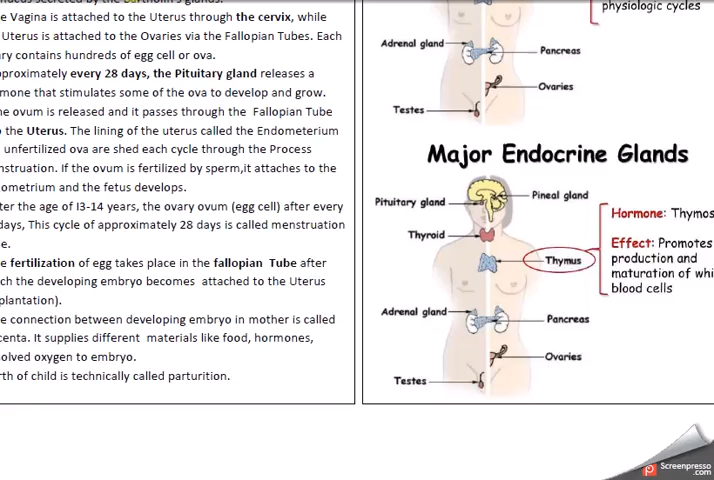 he Vagina is attached to the Uterus through the cervix, while
Uterus is attached to the Ovaries via the Fallopian Tubes. Each
ry contains hundreds of egg cell or ova.
proximately every 28 days, the Pituitary gland releases a
mone that stimulates some of the ova to develop and grow.
he ovum is released and it passes through the Fallopian Tube
o the Uterus. The lining of the uterus called the Endometerium
unfertilized ova are shed each cycle through the Process
nstruation. If the ovum is fertilized by sperm,it attaches to the
ometrium and the fetus develops.
ter the age of I3-14 years, the ovary ovum (egg cell) after every
days, This cycle of approximately 28 days is called menstruation
e.
e fertilization of egg takes place in the fallopian Tube after
ch the developing embryo becomes attached to the Uterus
plantation).
e connection between developing embryo in mother is called
centa. It supplies different materials like food, hormones,
solved oxygen to embryo.
rth of child is technically called parturition.
physiologic cycles
Adrenal gland
Pancreas
Ovaries
Testes
Major Endocrine Glands
Pineal gland
Pituitary gland
Thyroid
Thymus
Adrenal gland
Pancreas
Ovaries
Testes
Hormone: Thymos
Effect: Promotes
production and
maturation of whi
blood cells
Screenpresso
.com